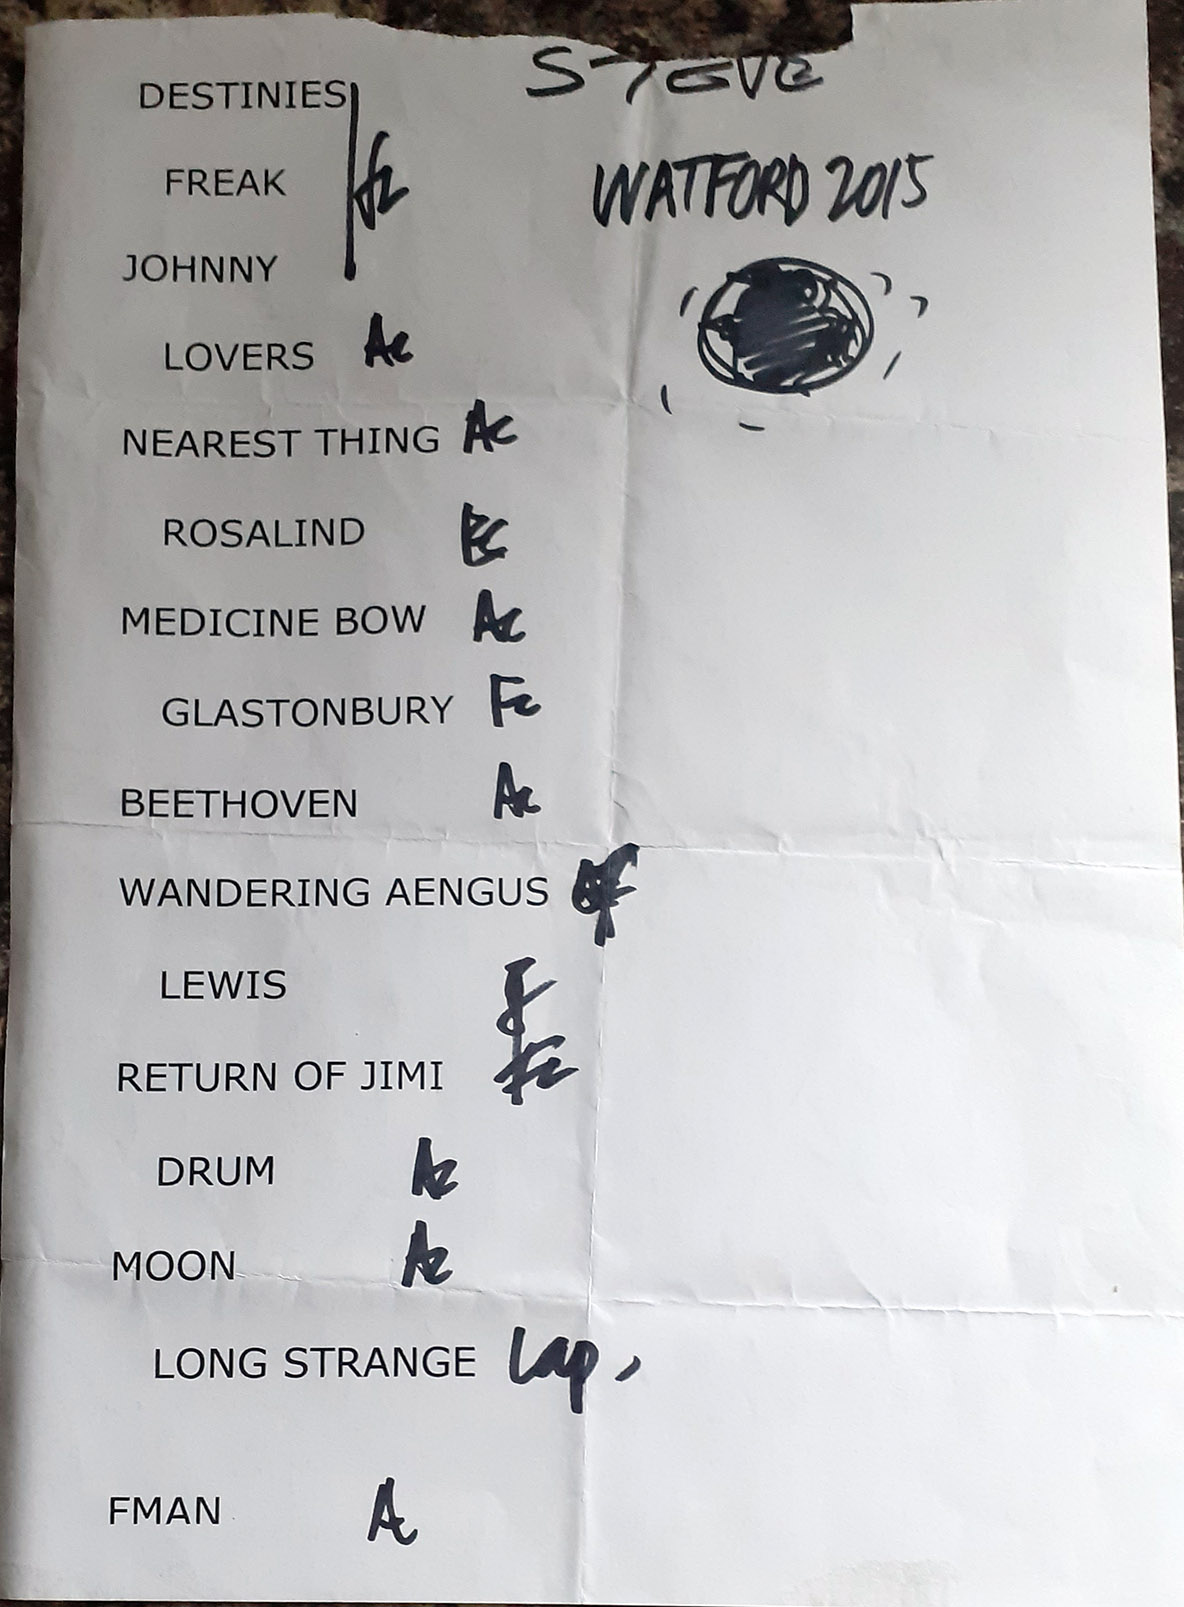 STEVE
DESTINIES
WATFORD 2015
FREAK
JOHNNY
LOVERS Ac
NEAREST THING Ac
ROSALIND
MEDICINE BOW Ac
GLASTONBURY Fc
BEETHOVEN Ac
WANDERING AENGUS
LEWIS
RETURN OF JIMI
DRUM Ac
MOON Ac
LONG STRANGE Lap,
FMAN